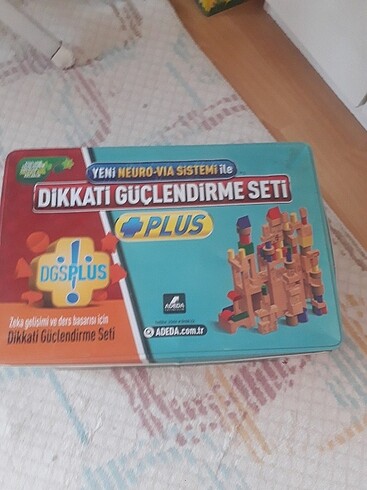 YENİ NEURO-VIA SİSTEMİ ile
DİKKATİ GÜÇLENDİRME SETİ
PLUS
DGSPLUS
Zeka gelişimi ve ders başarısı için
Dikkati Güçlendirme Seti
ADEDA
ADEDA.com.tr